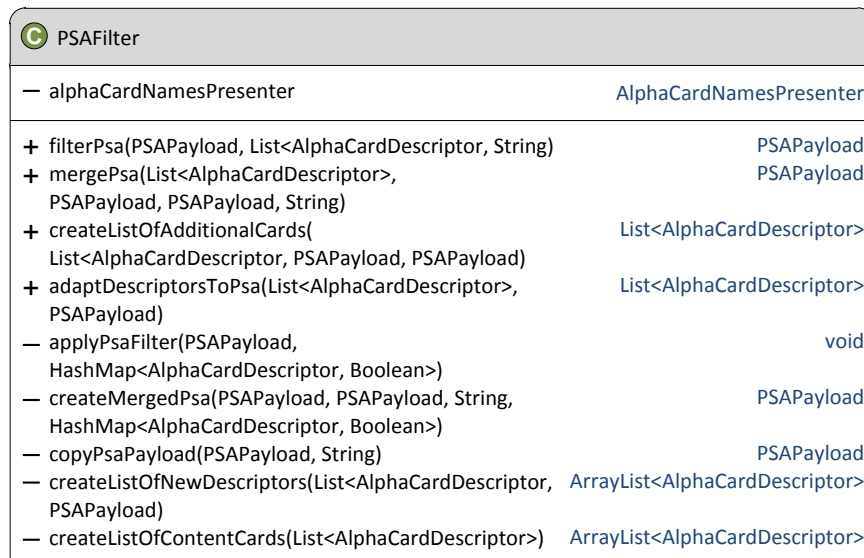 C PSAFilter
— alphaCardNamesPresenter AlphaCardNamesPresenter
+ filterPsa(PSAPayload, List<AlphaCardDescriptor, String) PSAPayload
+ mergePsa(List<AlphaCardDescriptor>, PSAPayload
PSAPayload, PSAPayload, String)
+ createListOfAdditionalCards( List<AlphaCardDescriptor>
List<AlphaCardDescriptor, PSAPayload, PSAPayload)
+ adaptDescriptorsToPsa(List<AlphaCardDescriptor>, List<AlphaCardDescriptor>
PSAPayload)
— applyPsaFilter(PSAPayload, void
HashMap<AlphaCardDescriptor, Boolean>)
— createMergedPsa(PSAPayload, PSAPayload, String, PSAPayload
HashMap<AlphaCardDescriptor, Boolean>)
— copyPsaPayload(PSAPayload, String) PSAPayload
— createListOfNewDescriptors(List<AlphaCardDescriptor, ArrayList<AlphaCardDescriptor>
PSAPayload)
— createListOfContentCards(List<AlphaCardDescriptor>) ArrayList<AlphaCardDescriptor>